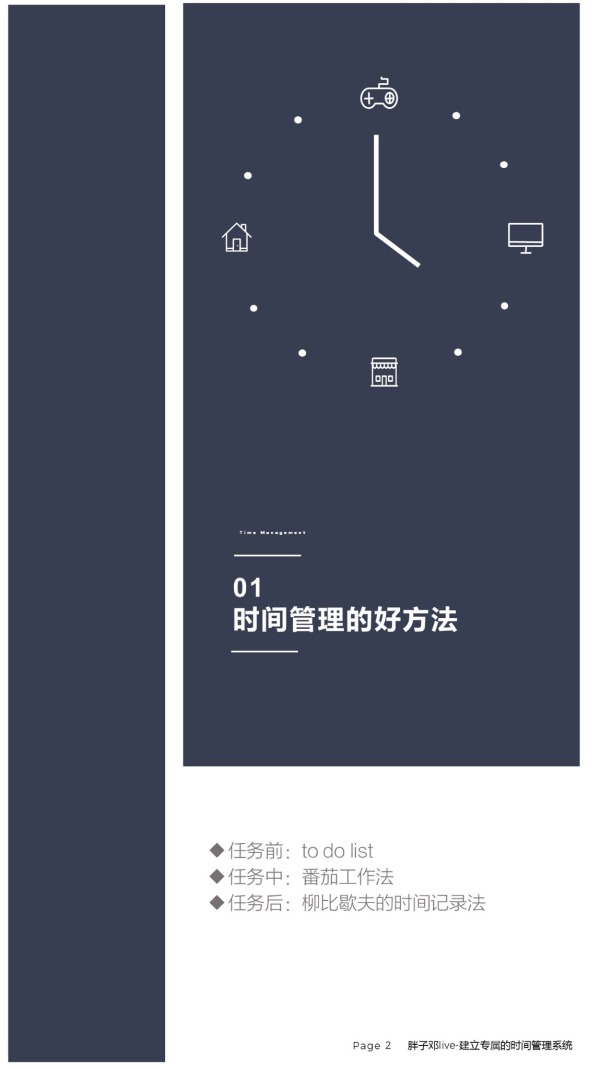 Time Management
01
时间管理的好方法
◆任务前：to do list
◆任务中：番茄工作法
◆任务后：柳比歇夫的时间记录法
Page 2 胖子邓live-建立专属的时间管理系统